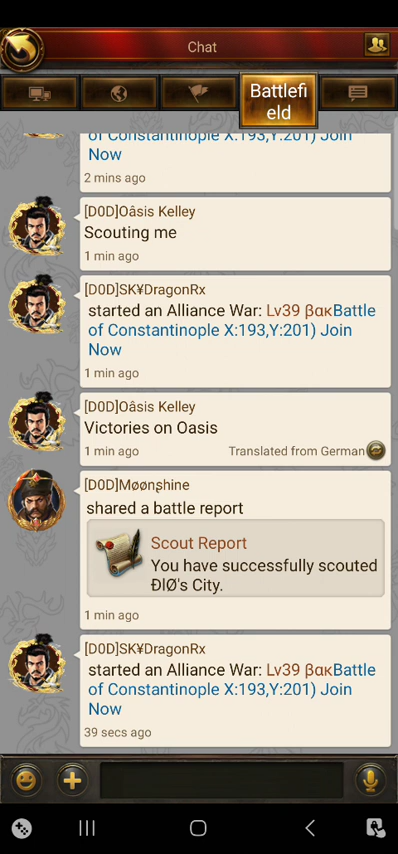 Chat
Battlefi
eld
of Constantinople X:193,Y:201) Join
Now
2 mins ago
[D0D]Oâsis Kelley
Scouting me
1 min ago
[D0D]SK¥DragonRx
started an Alliance War: Lv39 βακBattle
of Constantinople X:193,Y:201) Join
Now
1 min ago
[D0D]Oâsis Kelley
Victories on Oasis
1 min ago
Translated from German
[D0D]Møønʂhine
shared a battle report
Scout Report
You have successfully scouted
ÐIØ's City.
1 min ago
[D0D]SK¥DragonRx
started an Alliance War: Lv39 βακBattle
of Constantinople X:193,Y:201) Join
Now
39 secs ago